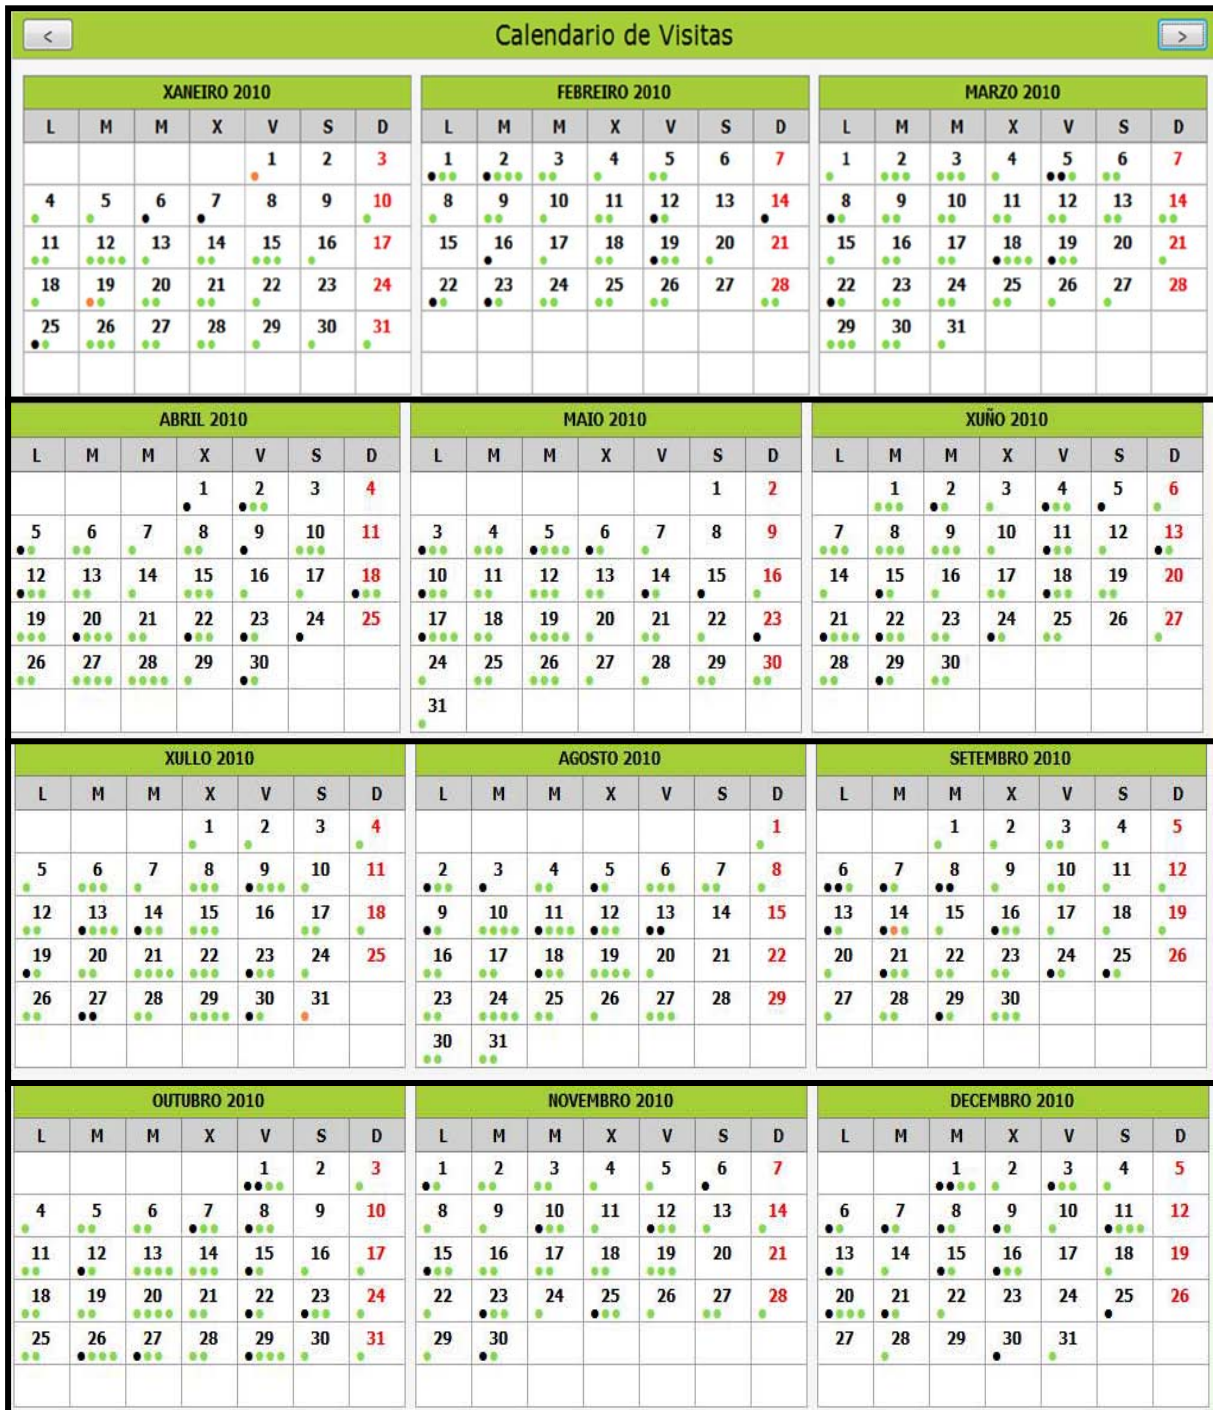 < Calendario de Visitas >
XANEIRO 2010 FEBREIRO 2010 MARZO 2010
L M M X V S D L M M X V S D L M M X V S D
1 2 3 1 2 3 4 5 6 7 1 2 3 4 5 6 7
4 5 6 7 8 9 10 8 9 10 11 12 13 14 8 9 10 11 12 13 14
11 12 13 14 15 16 17 15 16 17 18 19 20 21 15 16 17 18 19 20 21
18 19 20 21 22 23 24 22 23 24 25 26 27 28 22 23 24 25 26 27 28
25 26 27 28 29 30 31 29 30 31
ABRIL 2010 MAIO 2010 XUÑO 2010
L M M X V S D L M M X V S D L M M X V S D
1 2 3 4 1 2 1 2 3 4 5 6
5 6 7 8 9 10 11 3 4 5 6 7 8 9 7 8 9 10 11 12 13
12 13 14 15 16 17 18 10 11 12 13 14 15 16 14 15 16 17 18 19 20
19 20 21 22 23 24 25 17 18 19 20 21 22 23 21 22 23 24 25 26 27
26 27 28 29 30 24 25 26 27 28 29 30 28 29 30
31
XULLO 2010 AGOSTO 2010 SETEMBRO 2010
L M M X V S D L M M X V S D L M M X V S D
1 2 3 4 1 1 2 3 4 5
5 6 7 8 9 10 11 2 3 4 5 6 7 8 6 7 8 9 10 11 12
12 13 14 15 16 17 18 9 10 11 12 13 14 15 13 14 15 16 17 18 19
19 20 21 22 23 24 25 16 17 18 19 20 21 22 20 21 22 23 24 25 26
26 27 28 29 30 31 23 24 25 26 27 28 29 27 28 29 30
30 31
OUTUBRO 2010 NOVEMBRO 2010 DECEMBRO 2010
L M M X V S D L M M X V S D L M M X V S D
1 2 3 1 2 3 4 5 6 7 1 2 3 4 5
4 5 6 7 8 9 10 8 9 10 11 12 13 14 6 7 8 9 10 11 12
11 12 13 14 15 16 17 15 16 17 18 19 20 21 13 14 15 16 17 18 19
18 19 20 21 22 23 24 22 23 24 25 26 27 28 20 21 22 23 24 25 26
25 26 27 28 29 30 31 29 30 27 28 29 30 31